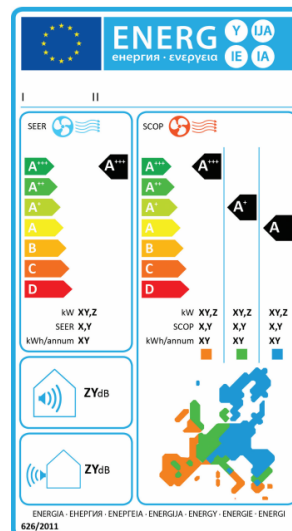 ENERG Y IJA
енергия · ενεργεια IE IA
I II
SEER
SCOP
A+++ A+++
A++
A+
A
B
C
D
kW XY,Z
SEER X,Y
kWh/annum XY
A+++ A+++
A++
A+ A+
A A
B
C
D
kW XY,Z XY,Z XY,Z
SCOP X,Y X,Y X,Y
kWh/annum XY XY XY
ZYdB
ZYdB
ENERGIA · ЕНЕРГИЯ · ΕΝΕΡΓΕΙΑ · ENERGIJA · ENERGY · ENERGIE · ENERGI
626/2011